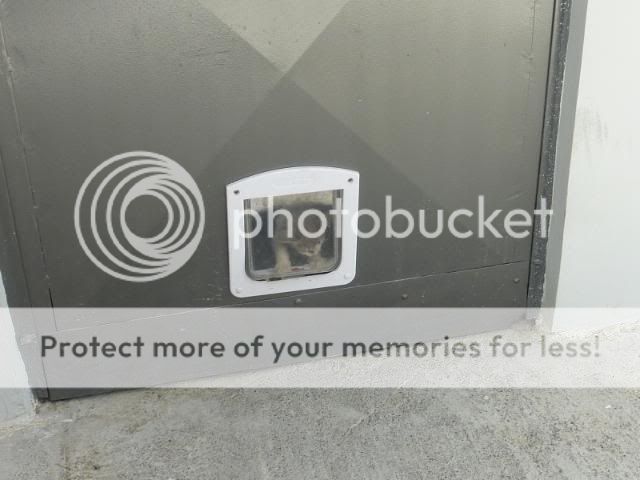 photobucket
Protect more of your memories for less!